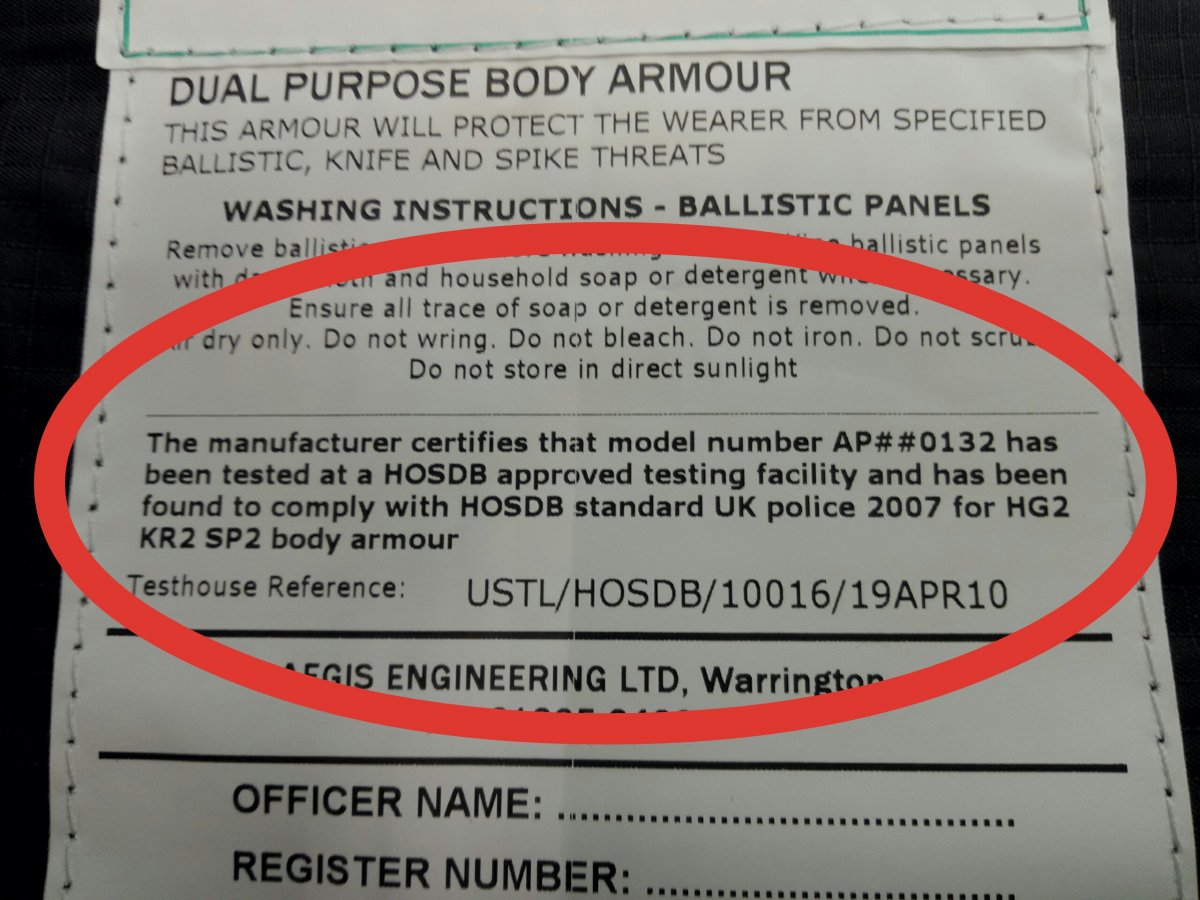 DUAL PURPOSE BODY ARMOUR
THIS ARMOUR WILL PROTECT THE WEARER FROM SPECIFIED
BALLISTIC, KNIFE AND SPIKE THREATS
WASHING INSTRUCTIONS - BALLISTIC PANELS
Remove ballistic ballistic panels
with and household soap or detergent
Ensure all trace of soap or detergent is removed.
dry only. Do not wring. Do not bleach. Do not iron. Do not scrub
Do not store in direct sunlight
The manufacturer certifies that model number AP##0132 has
been tested at a HOSDB approved testing facility and has been
found to comply with HOSDB standard UK police 2007 for HG2
KR2 SP2 body armour
Testhouse Reference: USTL/HOSDB/10016/19APR10
AEGIS ENGINEERING LTD, Warrington
OFFICER NAME: ..............................
REGISTER NUMBER: ........................